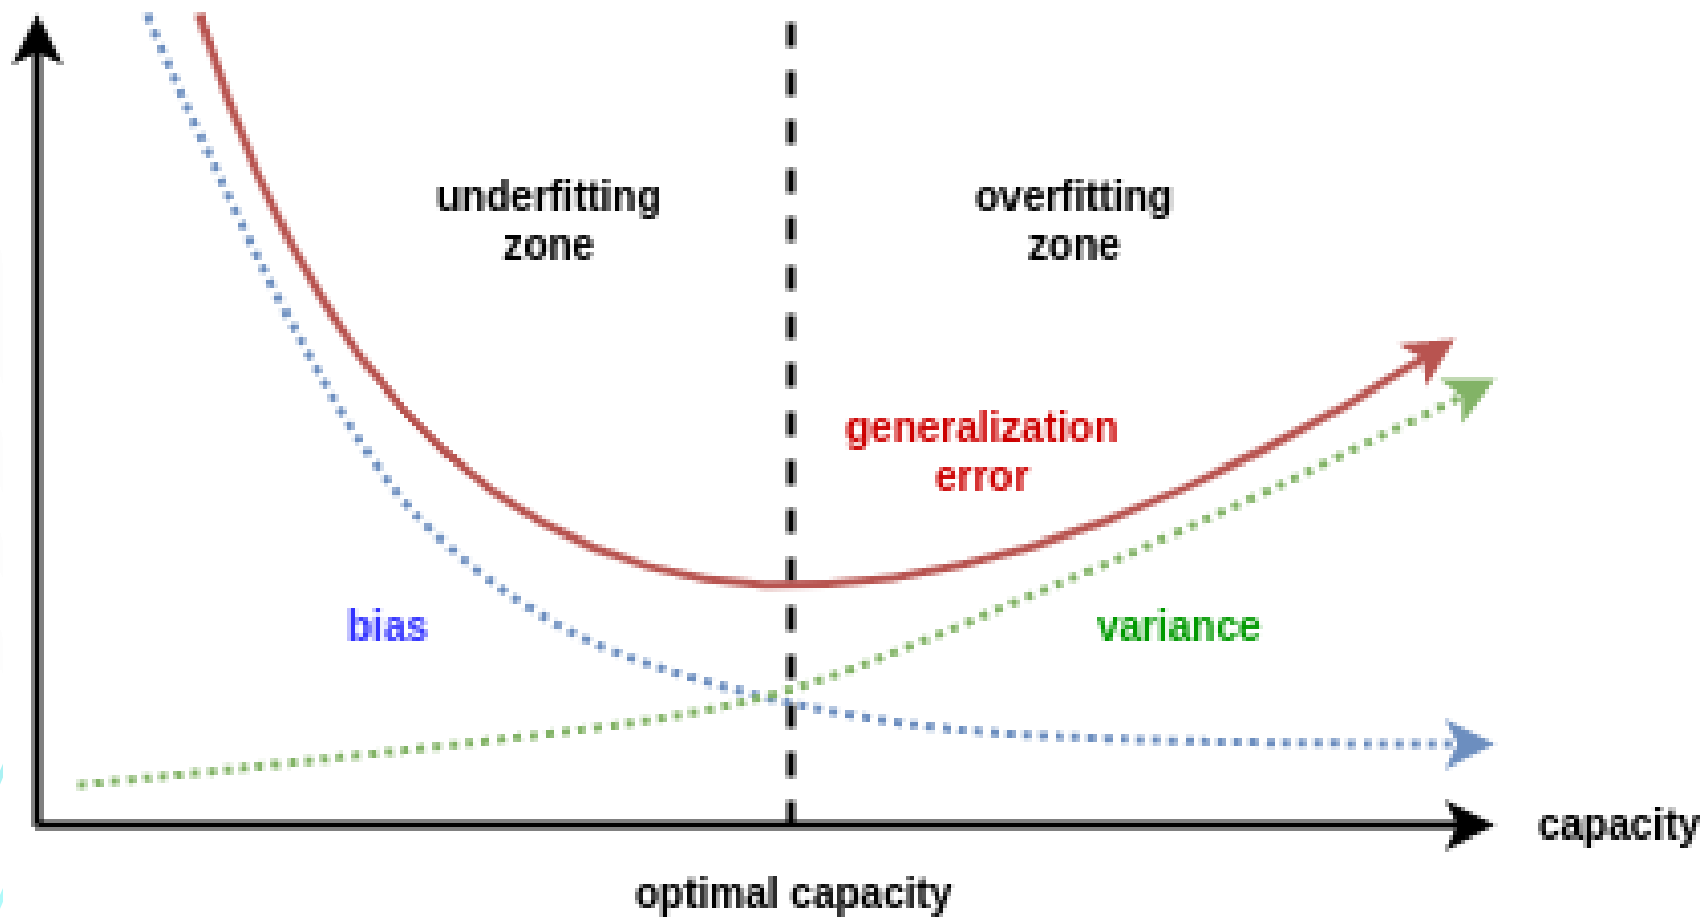 underfitting
zone
overfitting
zone
generalization
error
bias
variance
capacity
optimal capacity